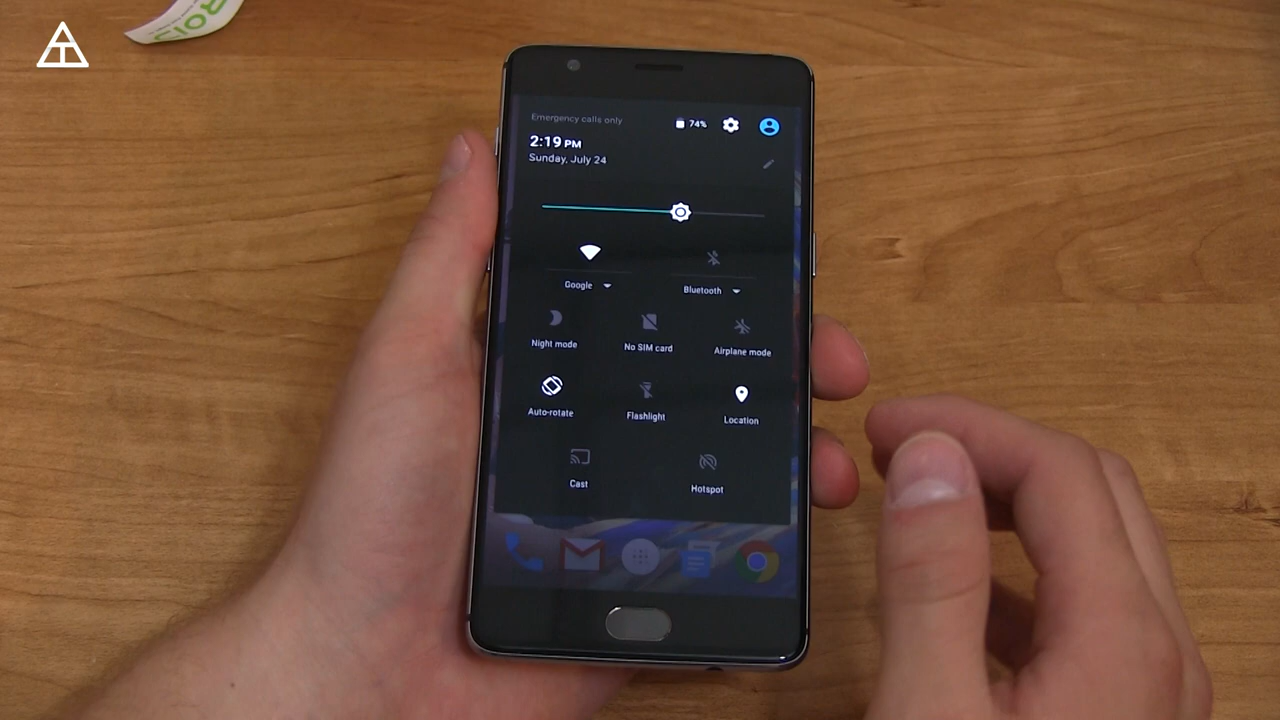 Emergency calls only
74%
2:19 PM
Sunday, July 24
Google
Bluetooth
Night mode
No SIM card
Airplane mode
Auto-rotate
Flashlight
Location
Cast
Hotspot